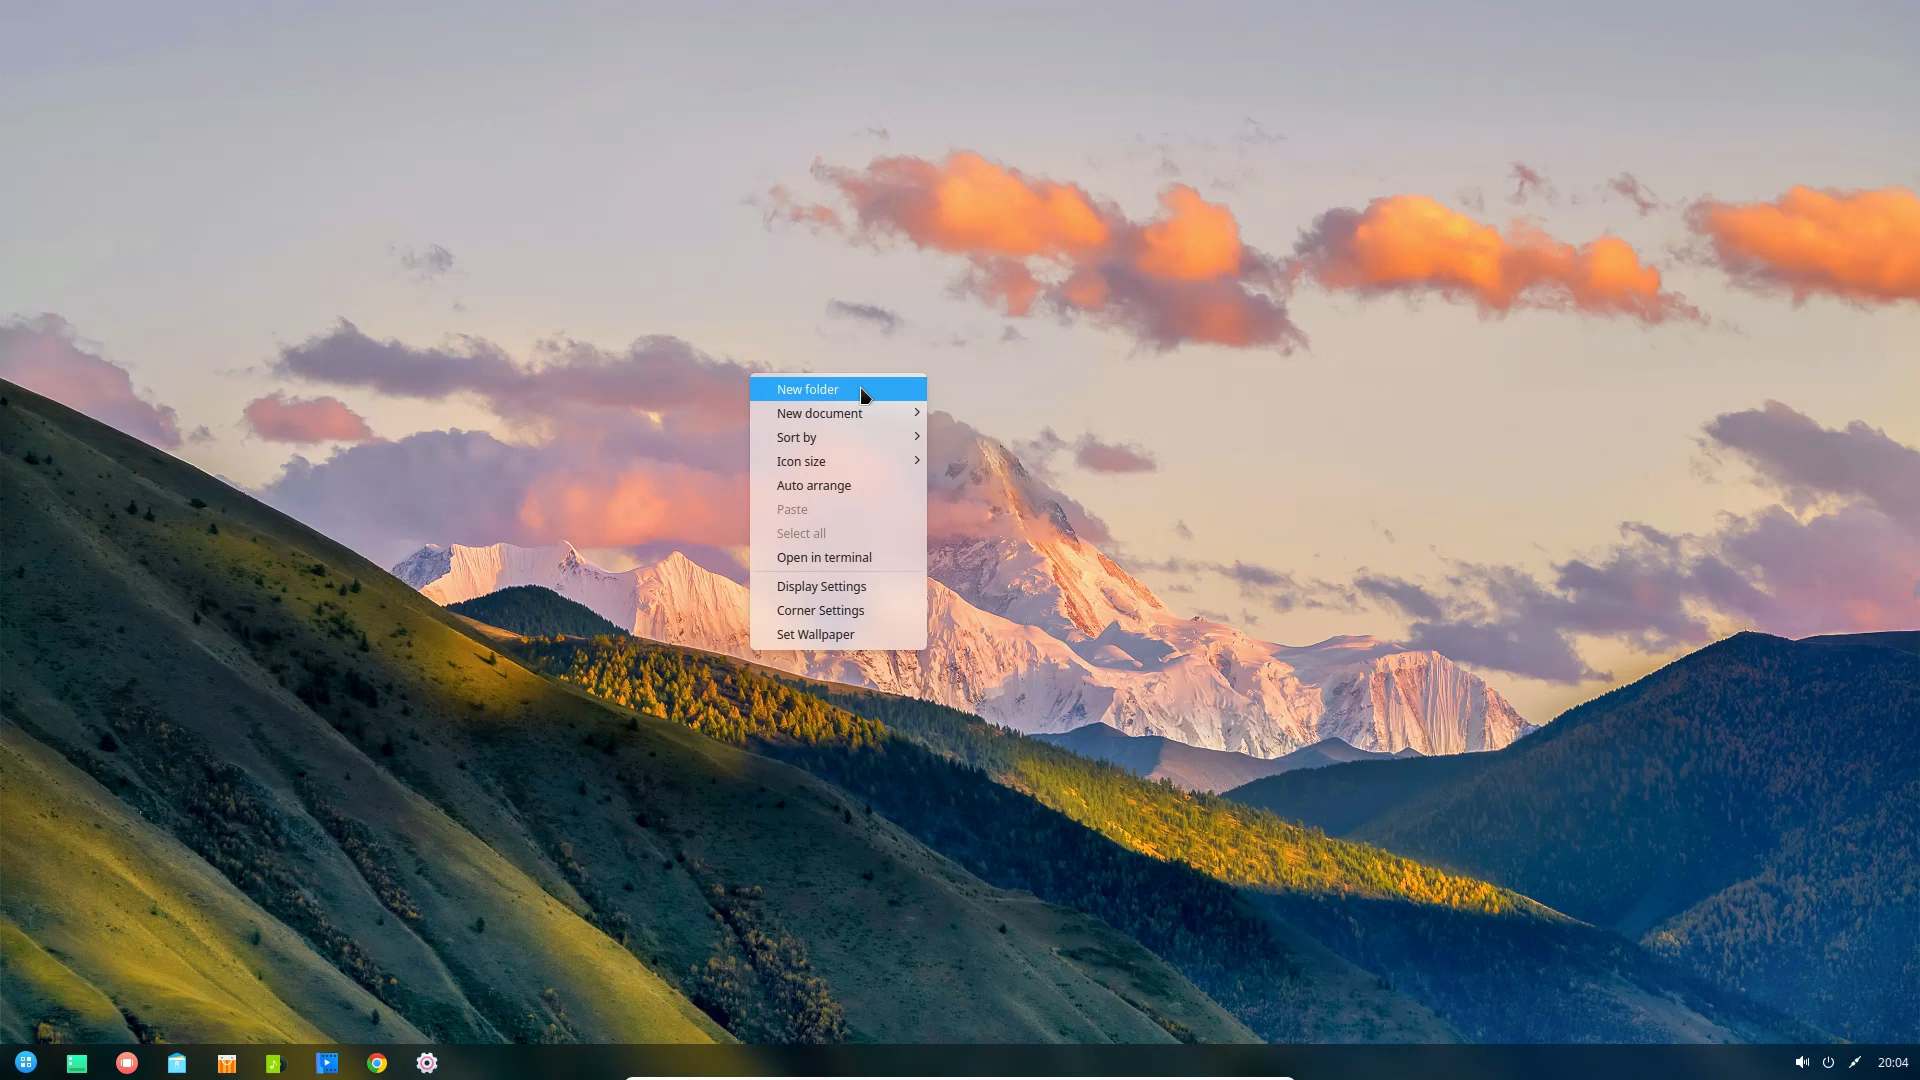 New folder
New document
Sort by
Icon size
Auto arrange
Paste
Select all
Open in terminal
Display Settings
Corner Settings
Set Wallpaper
20:04